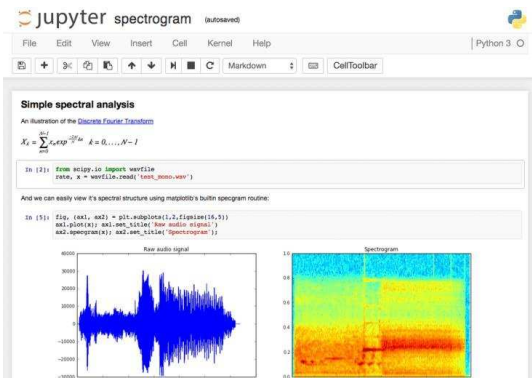 jupyter spectrogram (autosaved)
File Edit View Insert Cell Kernel Help Python 3
Markdown CellToolbar
Simple spectral analysis
An illustration of the Discrete Fourier Transform
k = 0, . . . , N − 1
In [2]: from scipy.io import wavfile
rate, x = wavfile.read('test_mono.wav')
And we can easily view it's spectral structure using matplotlib's builtin specgram routine:
In [5]: fig, (ax1, ax2) = plt.subplots(1,2,figsize(16,5))
ax1.plot(x); ax1.set_title('Raw audio signal')
ax2.specgram(x); ax2.set_title('Spectrogram');
Raw audio signal Spectrogram
40000 1.0
30000
0.8
20000
10000 0.6
0
0.4
-10000
0.2
-20000
-30000 0.0